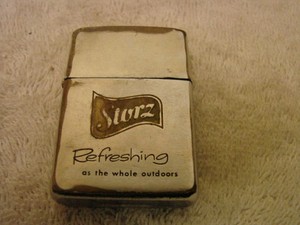 Storz
Refreshing
as the whole outdoors